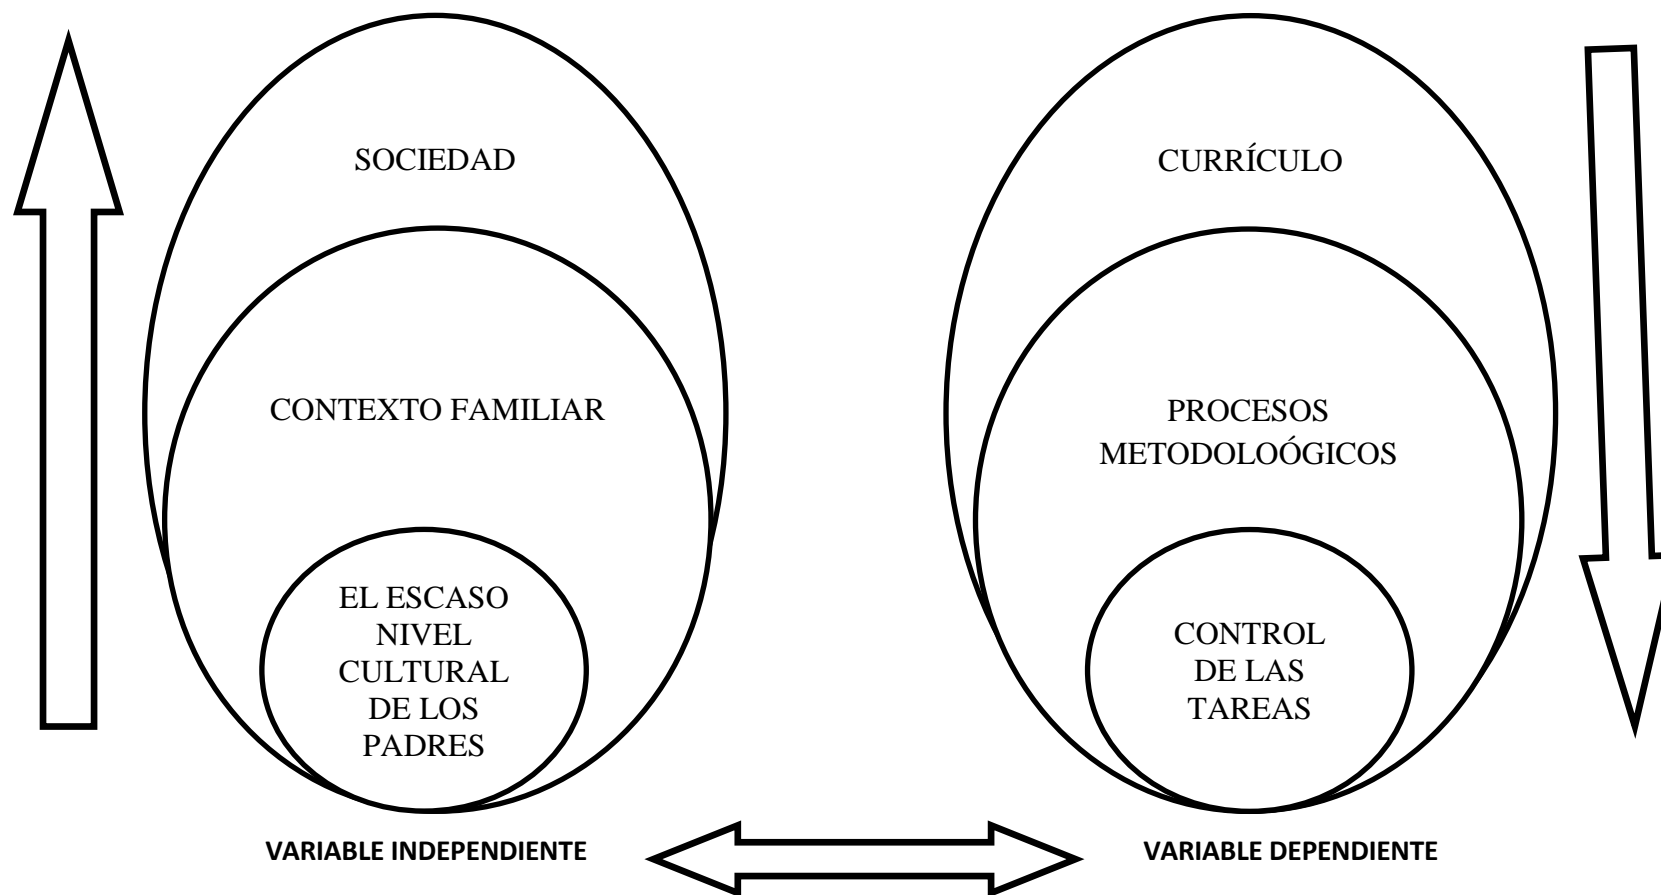 SOCIEDAD
CONTEXTO FAMILIAR
EL ESCASO
NIVEL
CULTURAL
DE LOS
PADRES
VARIABLE INDEPENDIENTE
CURRÍCULO
PROCESOS
METODOLOÓGICOS
CONTROL
DE LAS
TAREAS
VARIABLE DEPENDIENTE